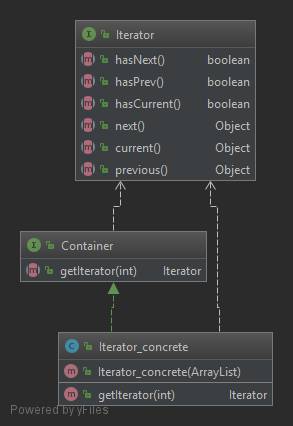 Iterator
hasNext() boolean
hasPrev() boolean
hasCurrent() boolean
next() Object
current() Object
previous() Object
Container
getIterator(int) Iterator
Iterator_concrete
Iterator_concrete(ArrayList)
getIterator(int) Iterator
Powered by yFiles